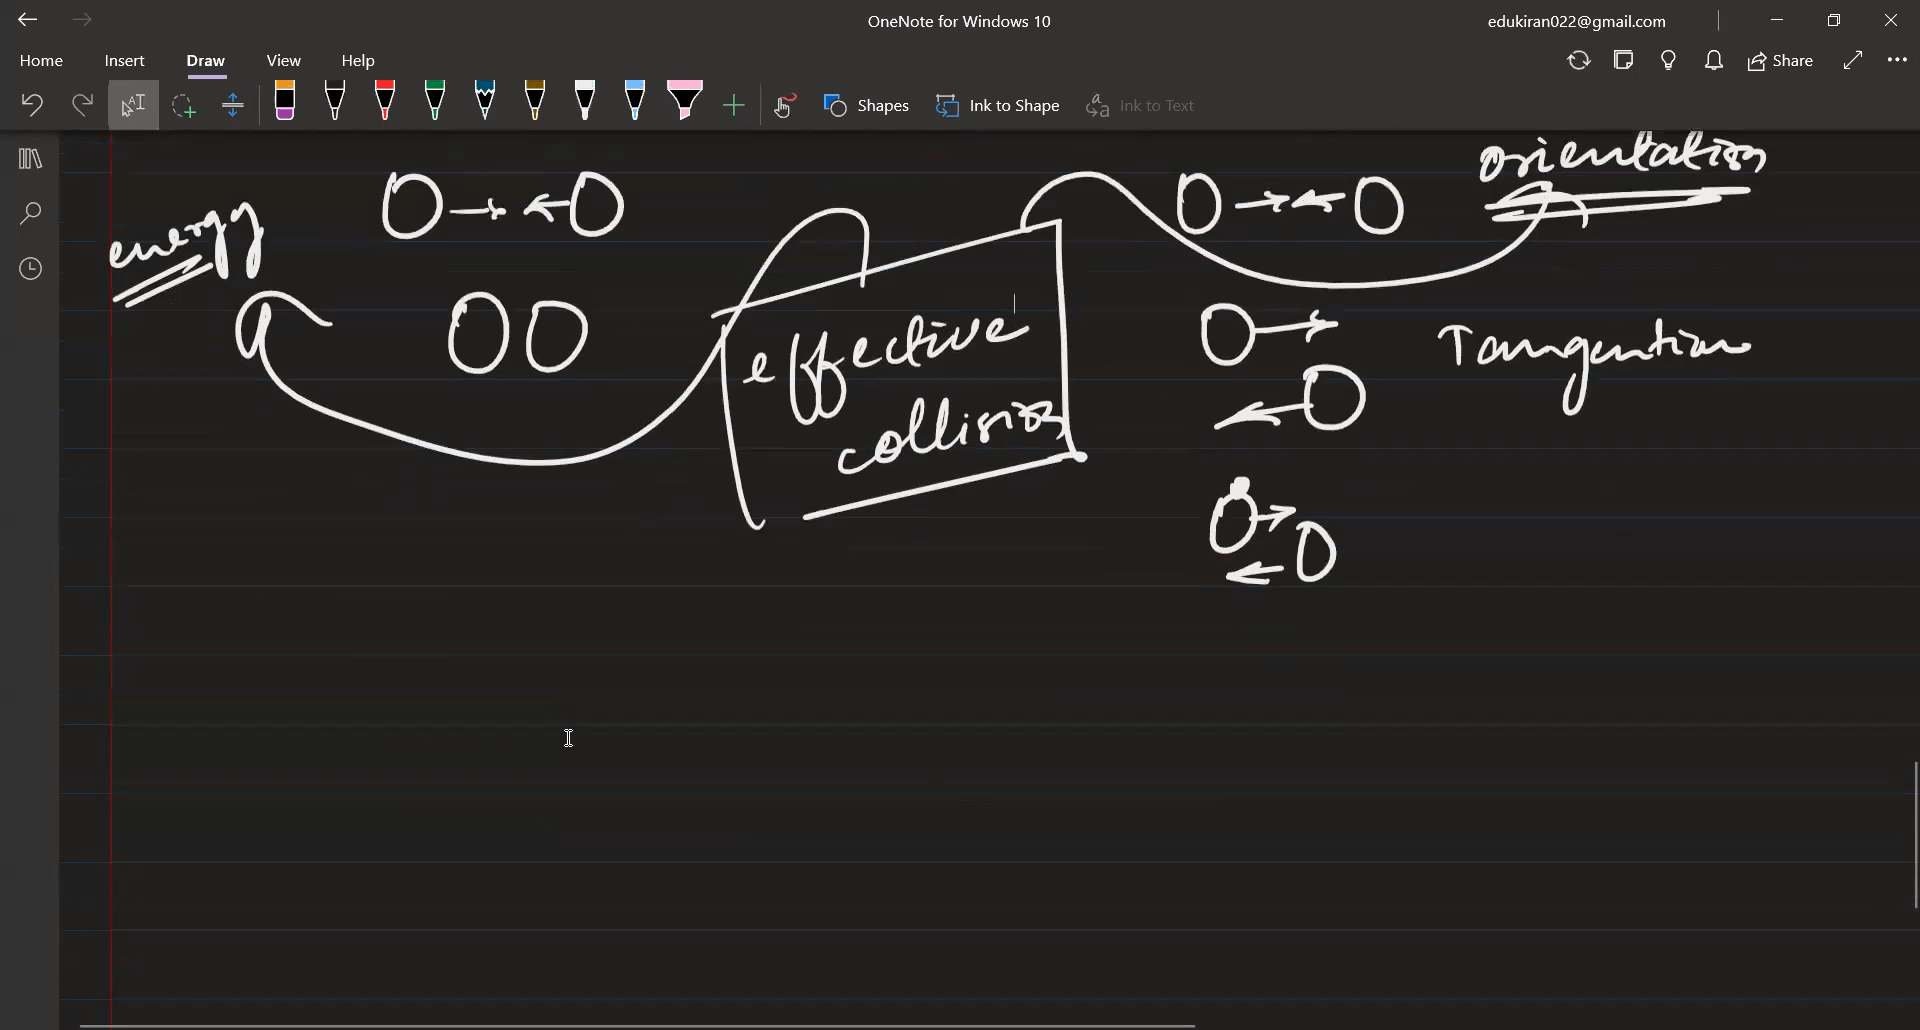 OneNote for Windows 10
edukiran022@gmail.com
Home Insert Draw View Help
Share
Shapes Ink to Shape Ink to Text
orientation
energy
effective
collision